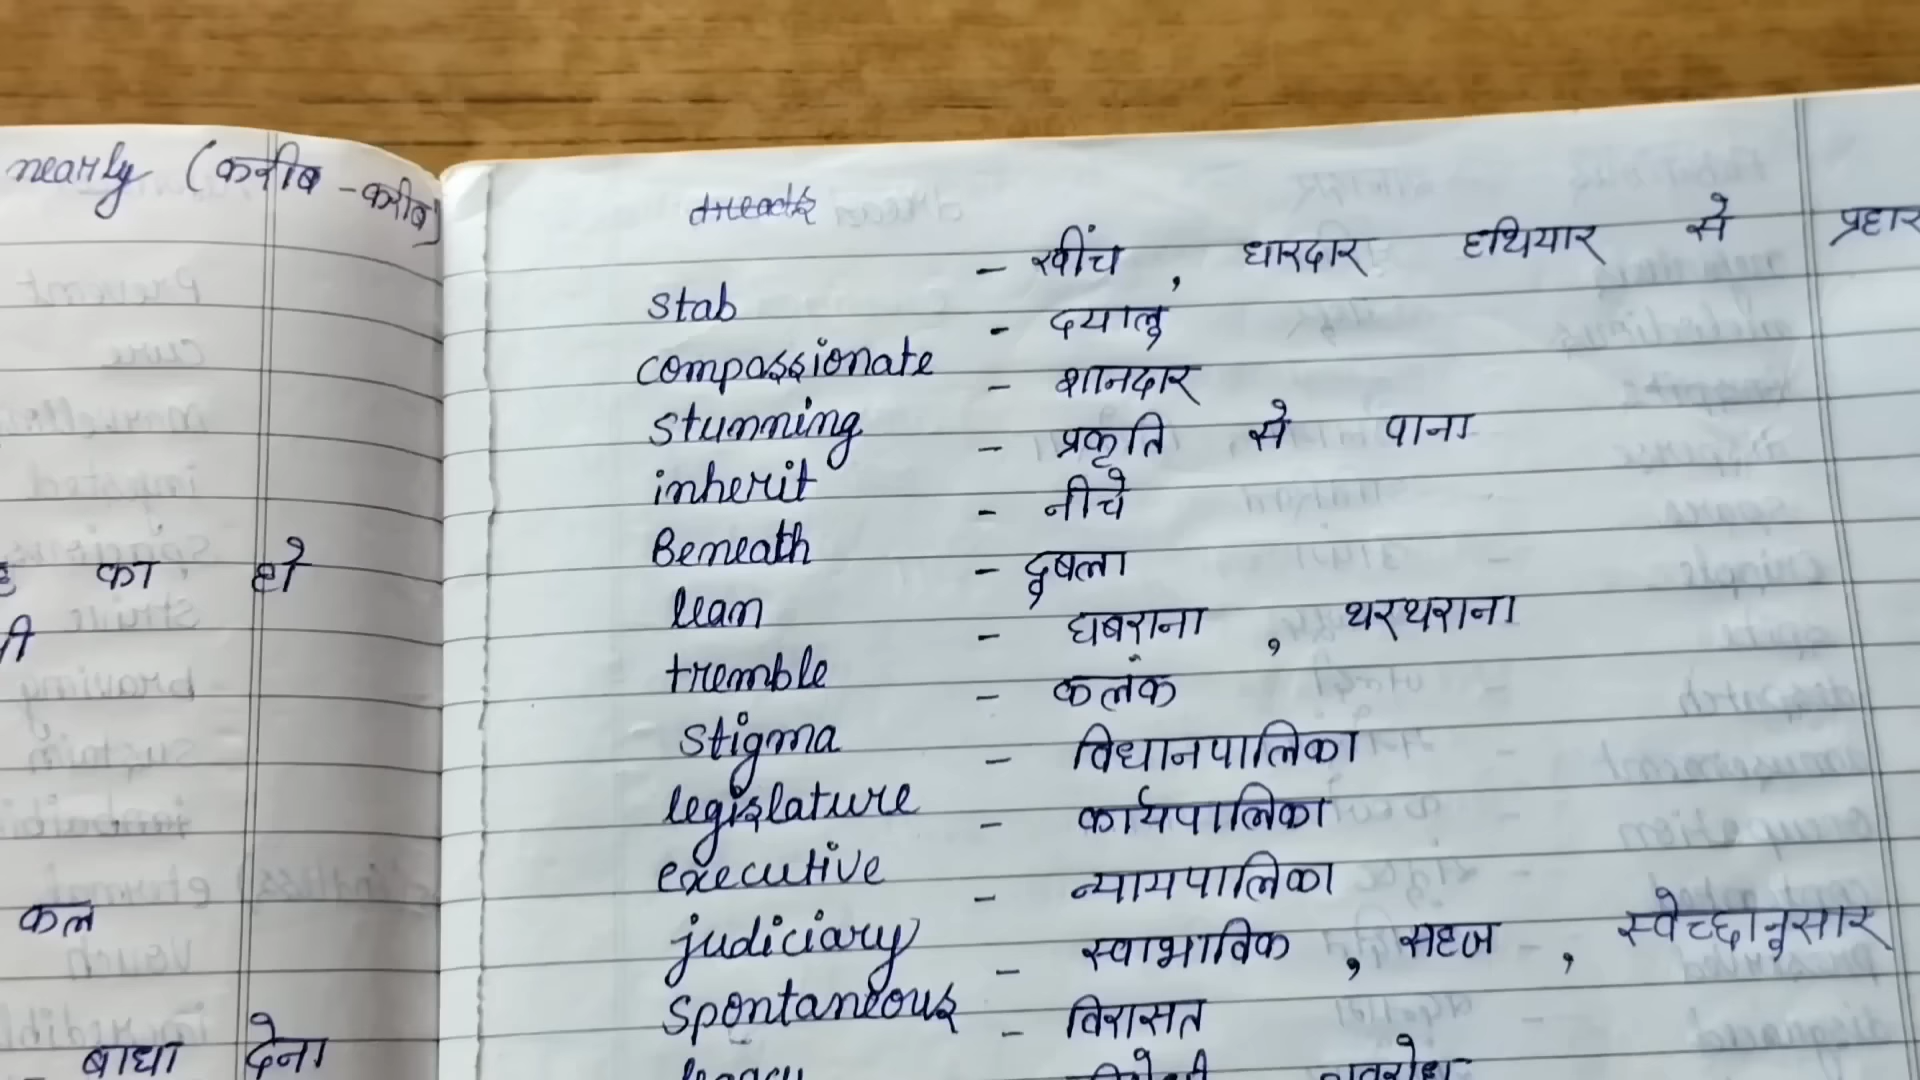 nearly (करीब - करीब)
का हो
कल
बाधा देना
stab - खींच , धारदार हथियार से प्रहार
compassionate - दयालु
stunning - शानदार
inherit - प्रकृति से पाना
Beneath - नीचे
lean - दुबला
tremble - घबराना , थरथराना
stigma - कलंक
legislature - विधानपालिका
executive - कार्यपालिका
judiciary - न्यायपालिका
spontaneous - स्वाभाविक , सहज , स्वेच्छानुसार
legacy - विरासत